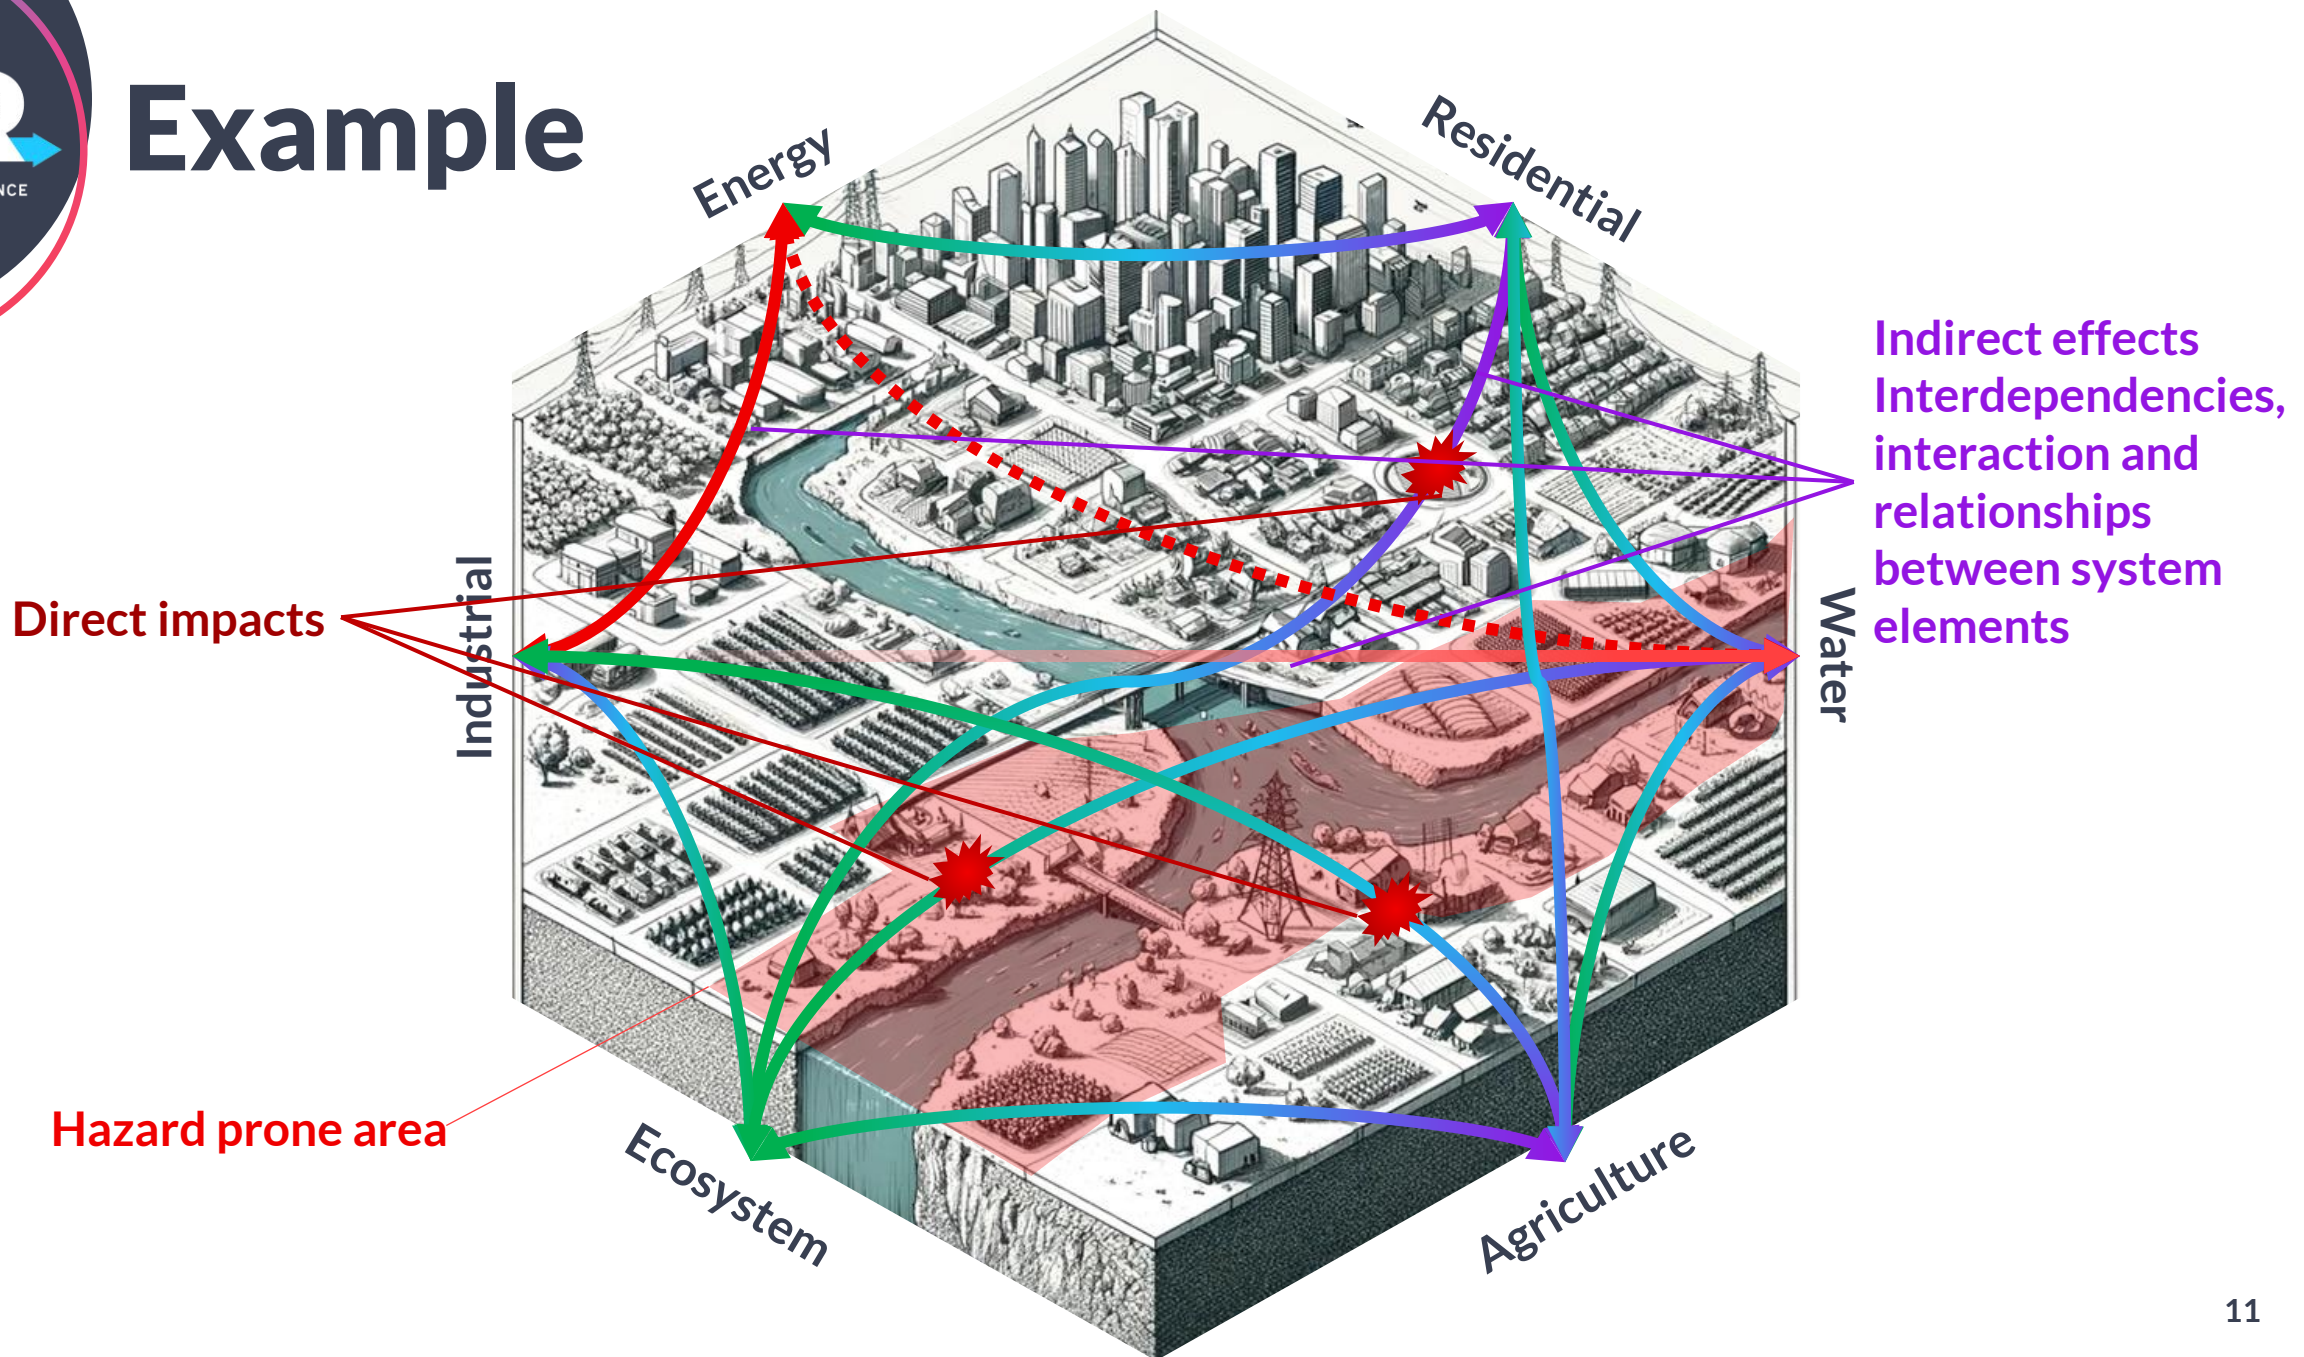 Example
Energy
Residential
Indirect effects
Interdependencies,
interaction and
relationships
between system
elements
Direct impacts
Industrial
Water
Hazard prone area
Ecosystem
Agriculture
11